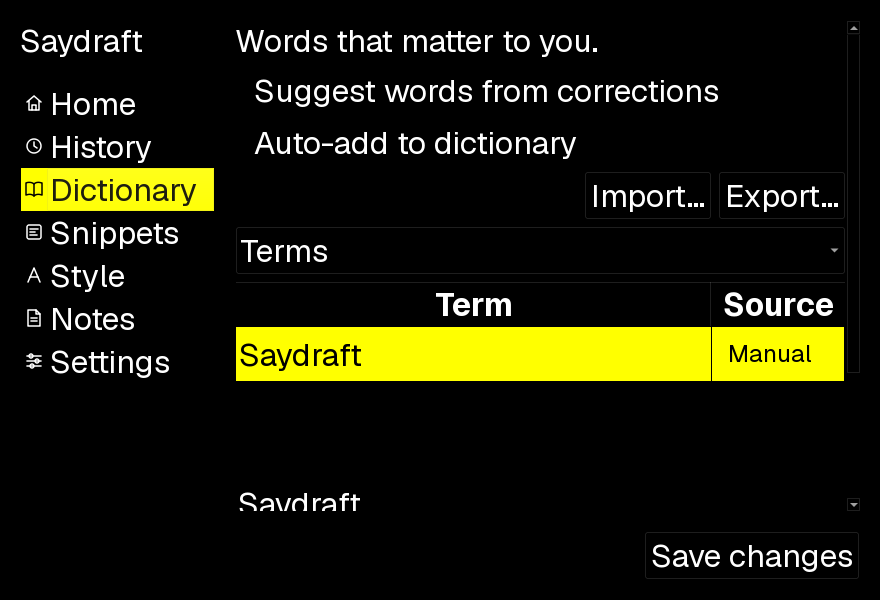 Saydraft
Home
History
Dictionary
Snippets
Style
Notes
Settings
Words that matter to you.
Suggest words from corrections
Auto-add to dictionary
Import...
Export...
Terms
Term
Source
Saydraft
Manual
Saydraft
Save changes